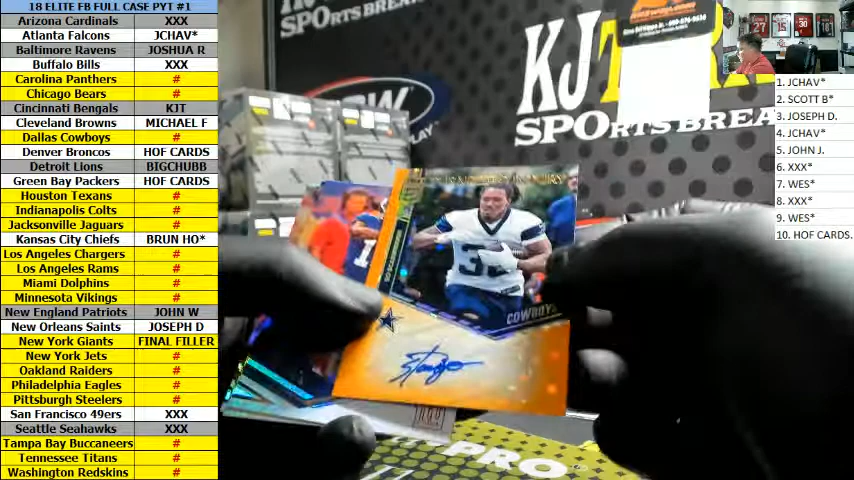 18 ELITE FB FULL CASE PYT #1
Arizona Cardinals XXX
Atlanta Falcons JCHAV*
Baltimore Ravens JOSHUA R
Buffalo Bills XXX
Carolina Panthers #
Chicago Bears #
Cincinnati Bengals KJT
Cleveland Browns MICHAEL F
Dallas Cowboys #
Denver Broncos HOF CARDS
Detroit Lions BIGCHUBB
Green Bay Packers HOF CARDS
Houston Texans #
Indianapolis Colts #
Jacksonville Jaguars #
Kansas City Chiefs BRUN HO*
Los Angeles Chargers #
Los Angeles Rams #
Miami Dolphins #
Minnesota Vikings #
New England Patriots JOHN W
New Orleans Saints JOSEPH D
New York Giants FINAL FILLER
New York Jets #
Oakland Raiders #
Philadelphia Eagles #
Pittsburgh Steelers #
San Francisco 49ers XXX
Seattle Seahawks XXX
Tampa Bay Buccaneers #
Tennessee Titans #
Washington Redskins #
SPORTS BREA
KJT
SPORTS BREA
COWBOYS
PRO
1. JCHAV*
2. SCOTT B*
3. JOSEPH D.
4. JCHAV*
5. JOHN J.
6. XXX*
7. WES*
8. XXX*
9. WES*
10. HOF CARDS.